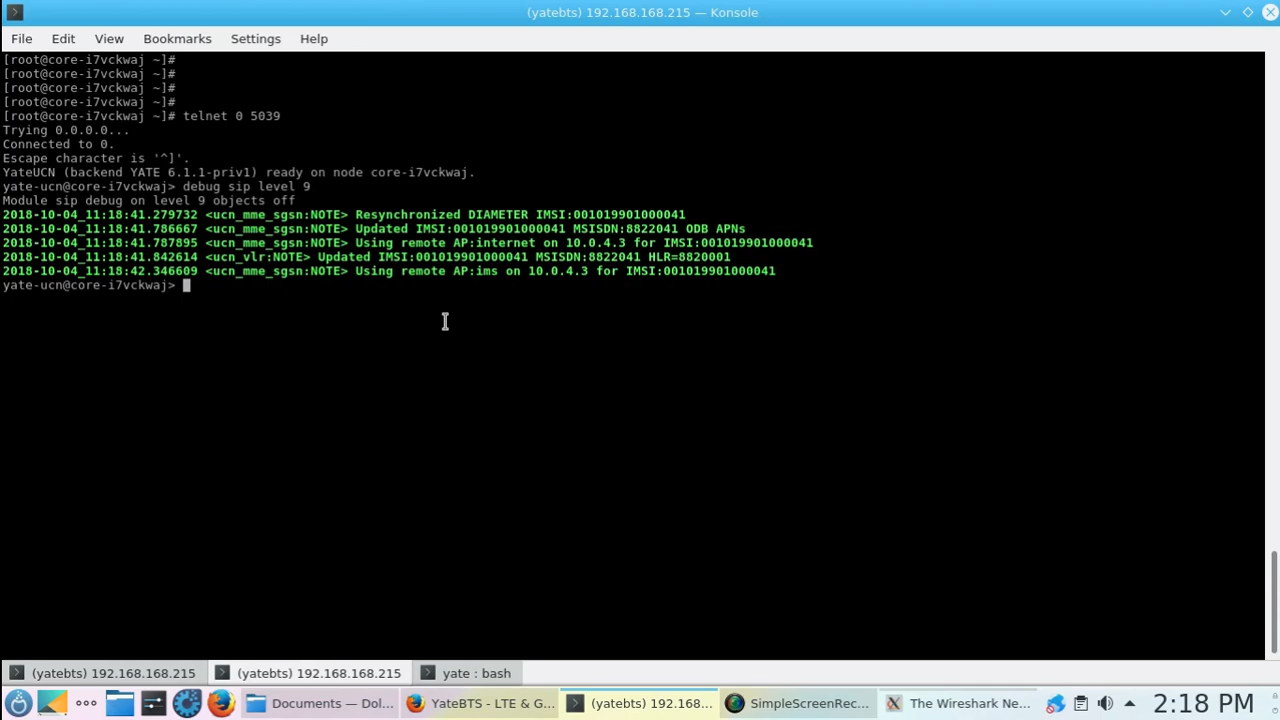 (yatebts) 192.168.168.215 — Konsole
File Edit View Bookmarks Settings Help
[root@core-i7vckwaj ~]#
[root@core-i7vckwaj ~]#
[root@core-i7vckwaj ~]#
[root@core-i7vckwaj ~]#
[root@core-i7vckwaj ~]# telnet 0 5039
Trying 0.0.0.0...
Connected to 0.
Escape character is '^]'.
YateUCN (backend YATE 6.1.1-priv1) ready on node core-i7vckwaj.
yate-ucn@core-i7vckwaj> debug sip level 9
Module sip debug on level 9 objects off
2018-10-04_11:18:41.279732 <ucn_mme_sgsn:NOTE> Resynchronized DIAMETER IMSI:001019901000041
2018-10-04_11:18:41.786667 <ucn_mme_sgsn:NOTE> Updated IMSI:001019901000041 MSISDN:8822041 ODB APNs
2018-10-04_11:18:41.787895 <ucn_mme_sgsn:NOTE> Using remote AP:internet on 10.0.4.3 for IMSI:001019901000041
2018-10-04_11:18:41.842614 <ucn_vlr:NOTE> Updated IMSI:001019901000041 MSISDN:8822041 HLR=8820001
2018-10-04_11:18:42.346609 <ucn_mme_sgsn:NOTE> Using remote AP:ims on 10.0.4.3 for IMSI:001019901000041
yate-ucn@core-i7vckwaj>
(yatebts) 192.168.168.215 (yatebts) 192.168.168.215 yate : bash
Documents — Dol... YateBTS - LTE & G... (yatebts) 192.168... SimpleScreenRec... The Wireshark Ne... 2:18 PM